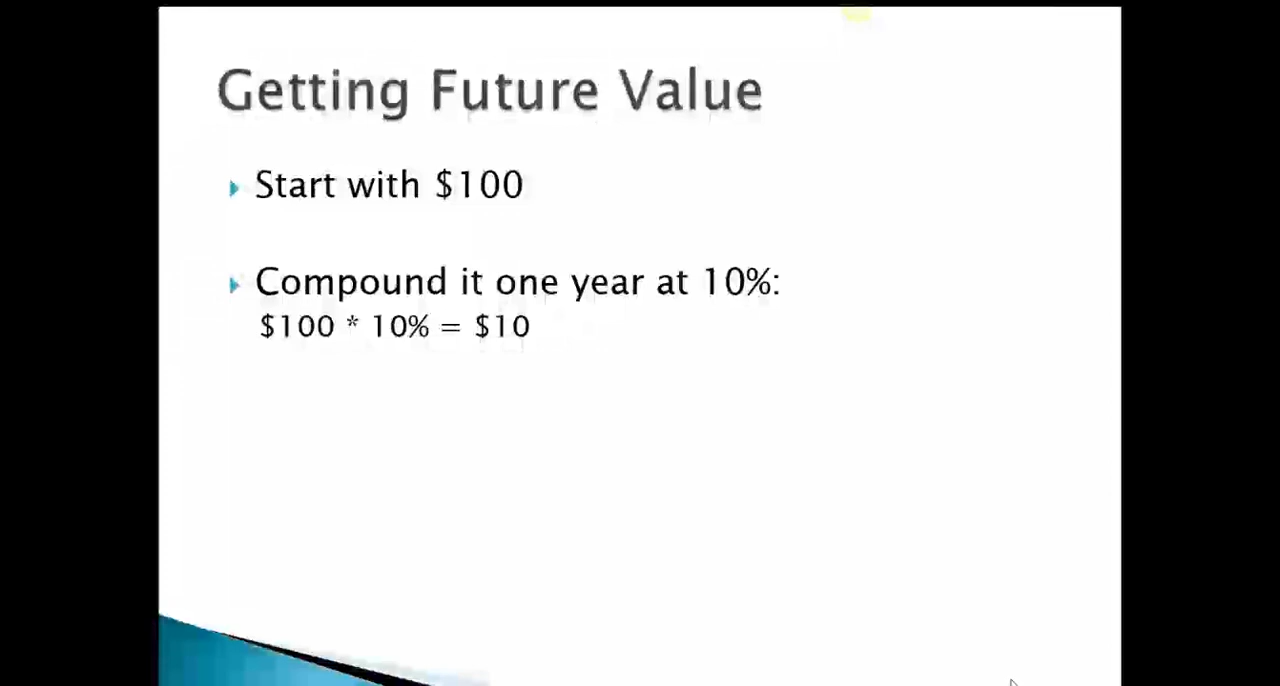 Getting Future Value
Start with $100
Compound it one year at 10%:
$100 * 10% = $10